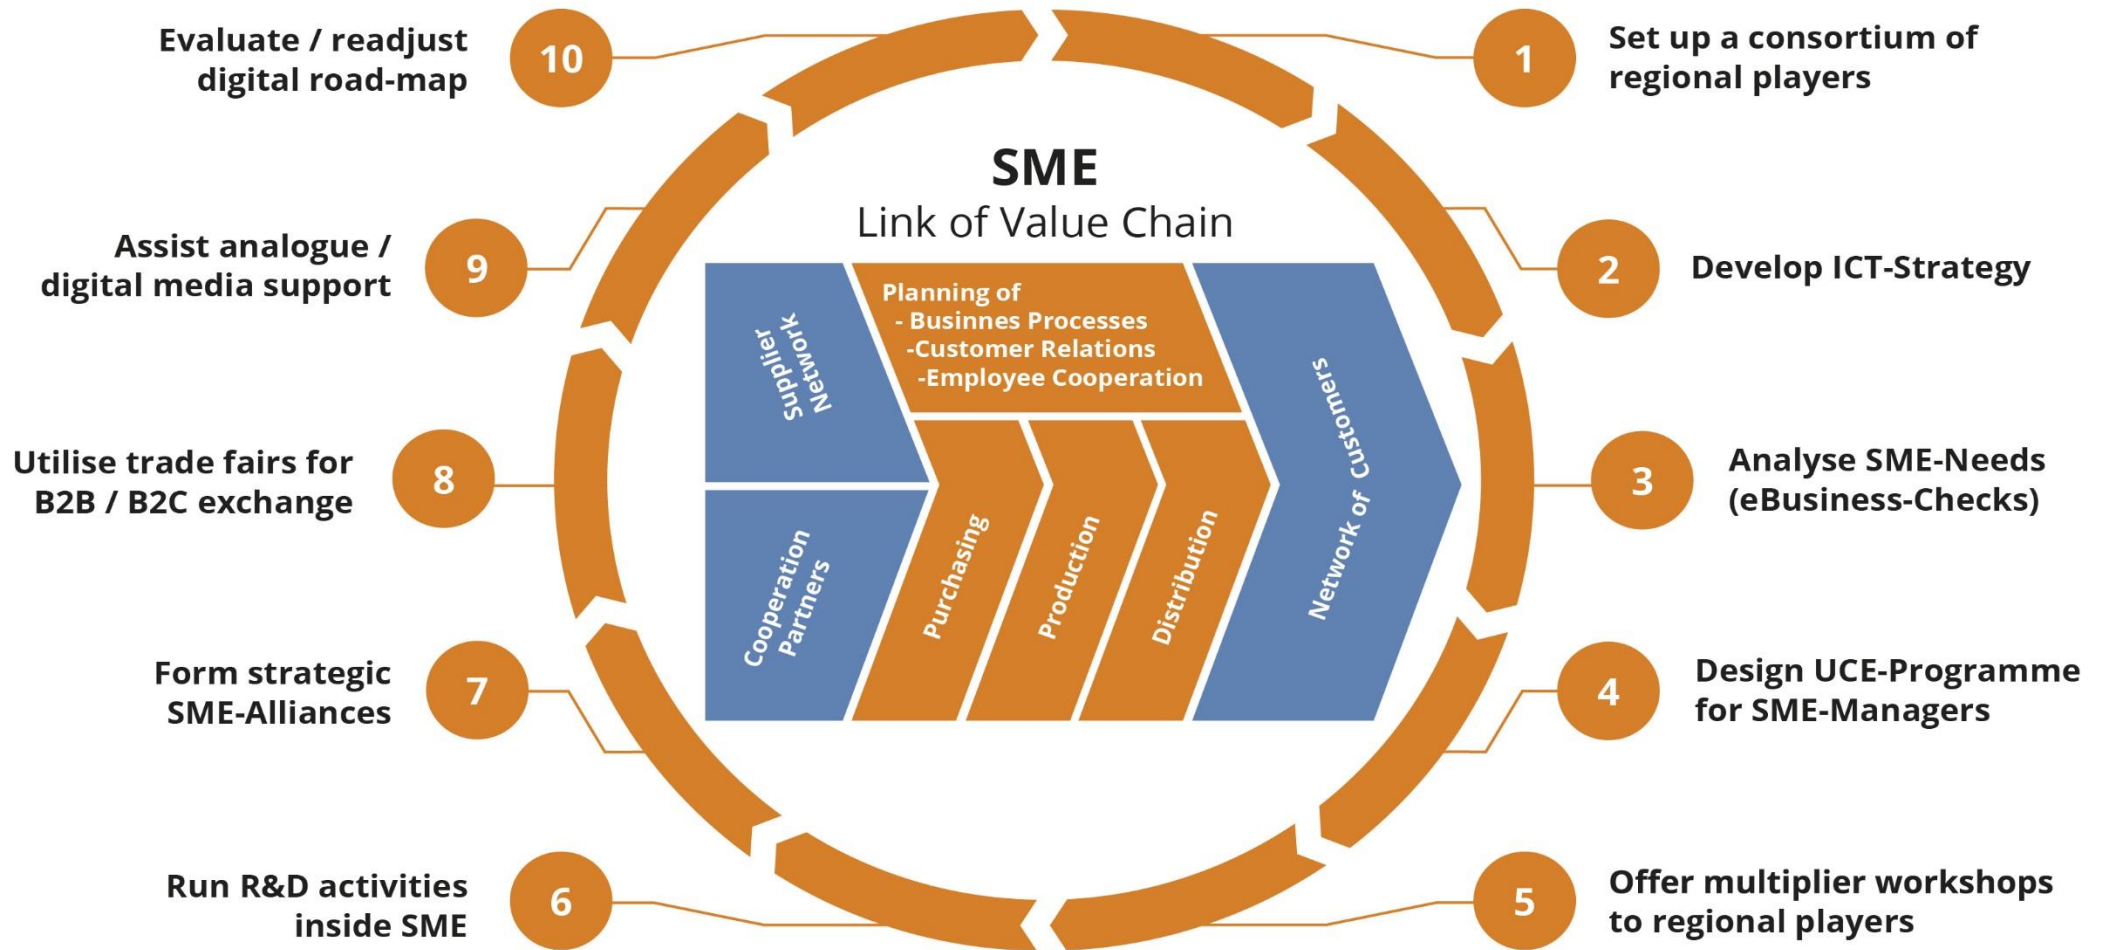 SME
Link of Value Chain
Supplier
Network
Planning of
- Businnes Processes
-Customer Relations
-Employee Cooperation
Cooperation
Partners
Purchasing
Production
Distribution
Network of Customers
1
Set up a consortium of
regional players
2
Develop ICT-Strategy
3
Analyse SME-Needs
(eBusiness-Checks)
4
Design UCE-Programme
for SME-Managers
5
Offer multiplier workshops
to regional players
6
Run R&D activities
inside SME
7
Form strategic
SME-Alliances
8
Utilise trade fairs for
B2B / B2C exchange
9
Assist analogue /
digital media support
10
Evaluate / readjust
digital road-map